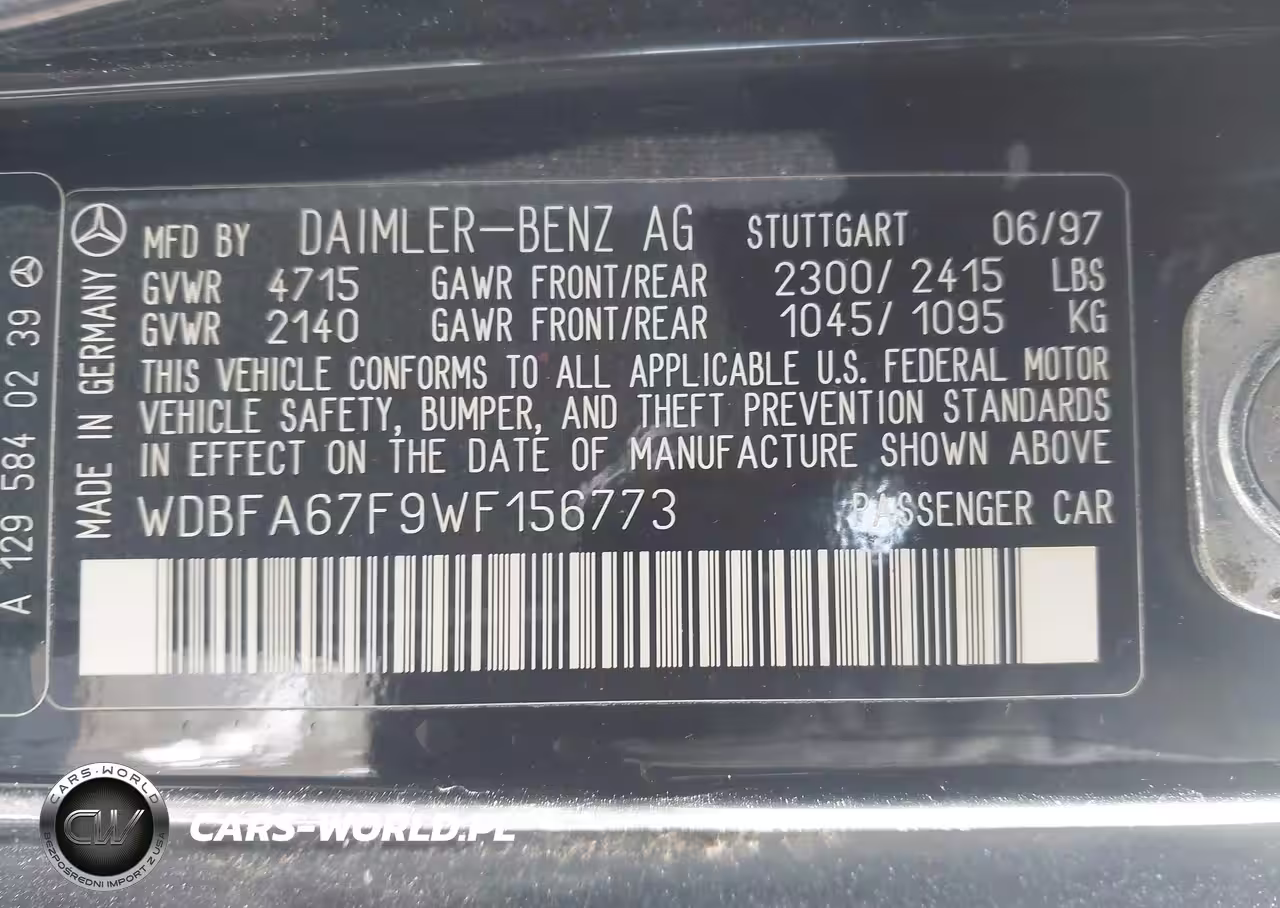 A 129 584 02 39
MADE IN GERMANY
MFD BY DAIMLER-BENZ AG STUTTGART 06/97
GVWR 4715 GAWR FRONT/REAR 2300/ 2415 LBS
GVWR 2140 GAWR FRONT/REAR 1045/ 1095 KG
THIS VEHICLE CONFORMS TO ALL APPLICABLE U.S. FEDERAL MOTOR
VEHICLE SAFETY, BUMPER, AND THEFT PREVENTION STANDARDS
IN EFFECT ON THE DATE OF MANUFACTURE SHOWN ABOVE
WDBFA67F9WF156773 PASSENGER CAR
CARS-WORLD
CW
BEZPOŚREDNI IMPORT Z USA
CARS-WORLD.PL